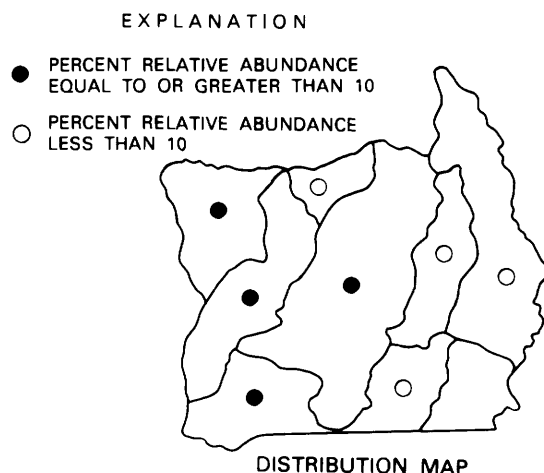 EXPLANATION
PERCENT RELATIVE ABUNDANCE
EQUAL TO OR GREATER THAN 10
PERCENT RELATIVE ABUNDANCE
LESS THAN 10
DISTRIBUTION MAP